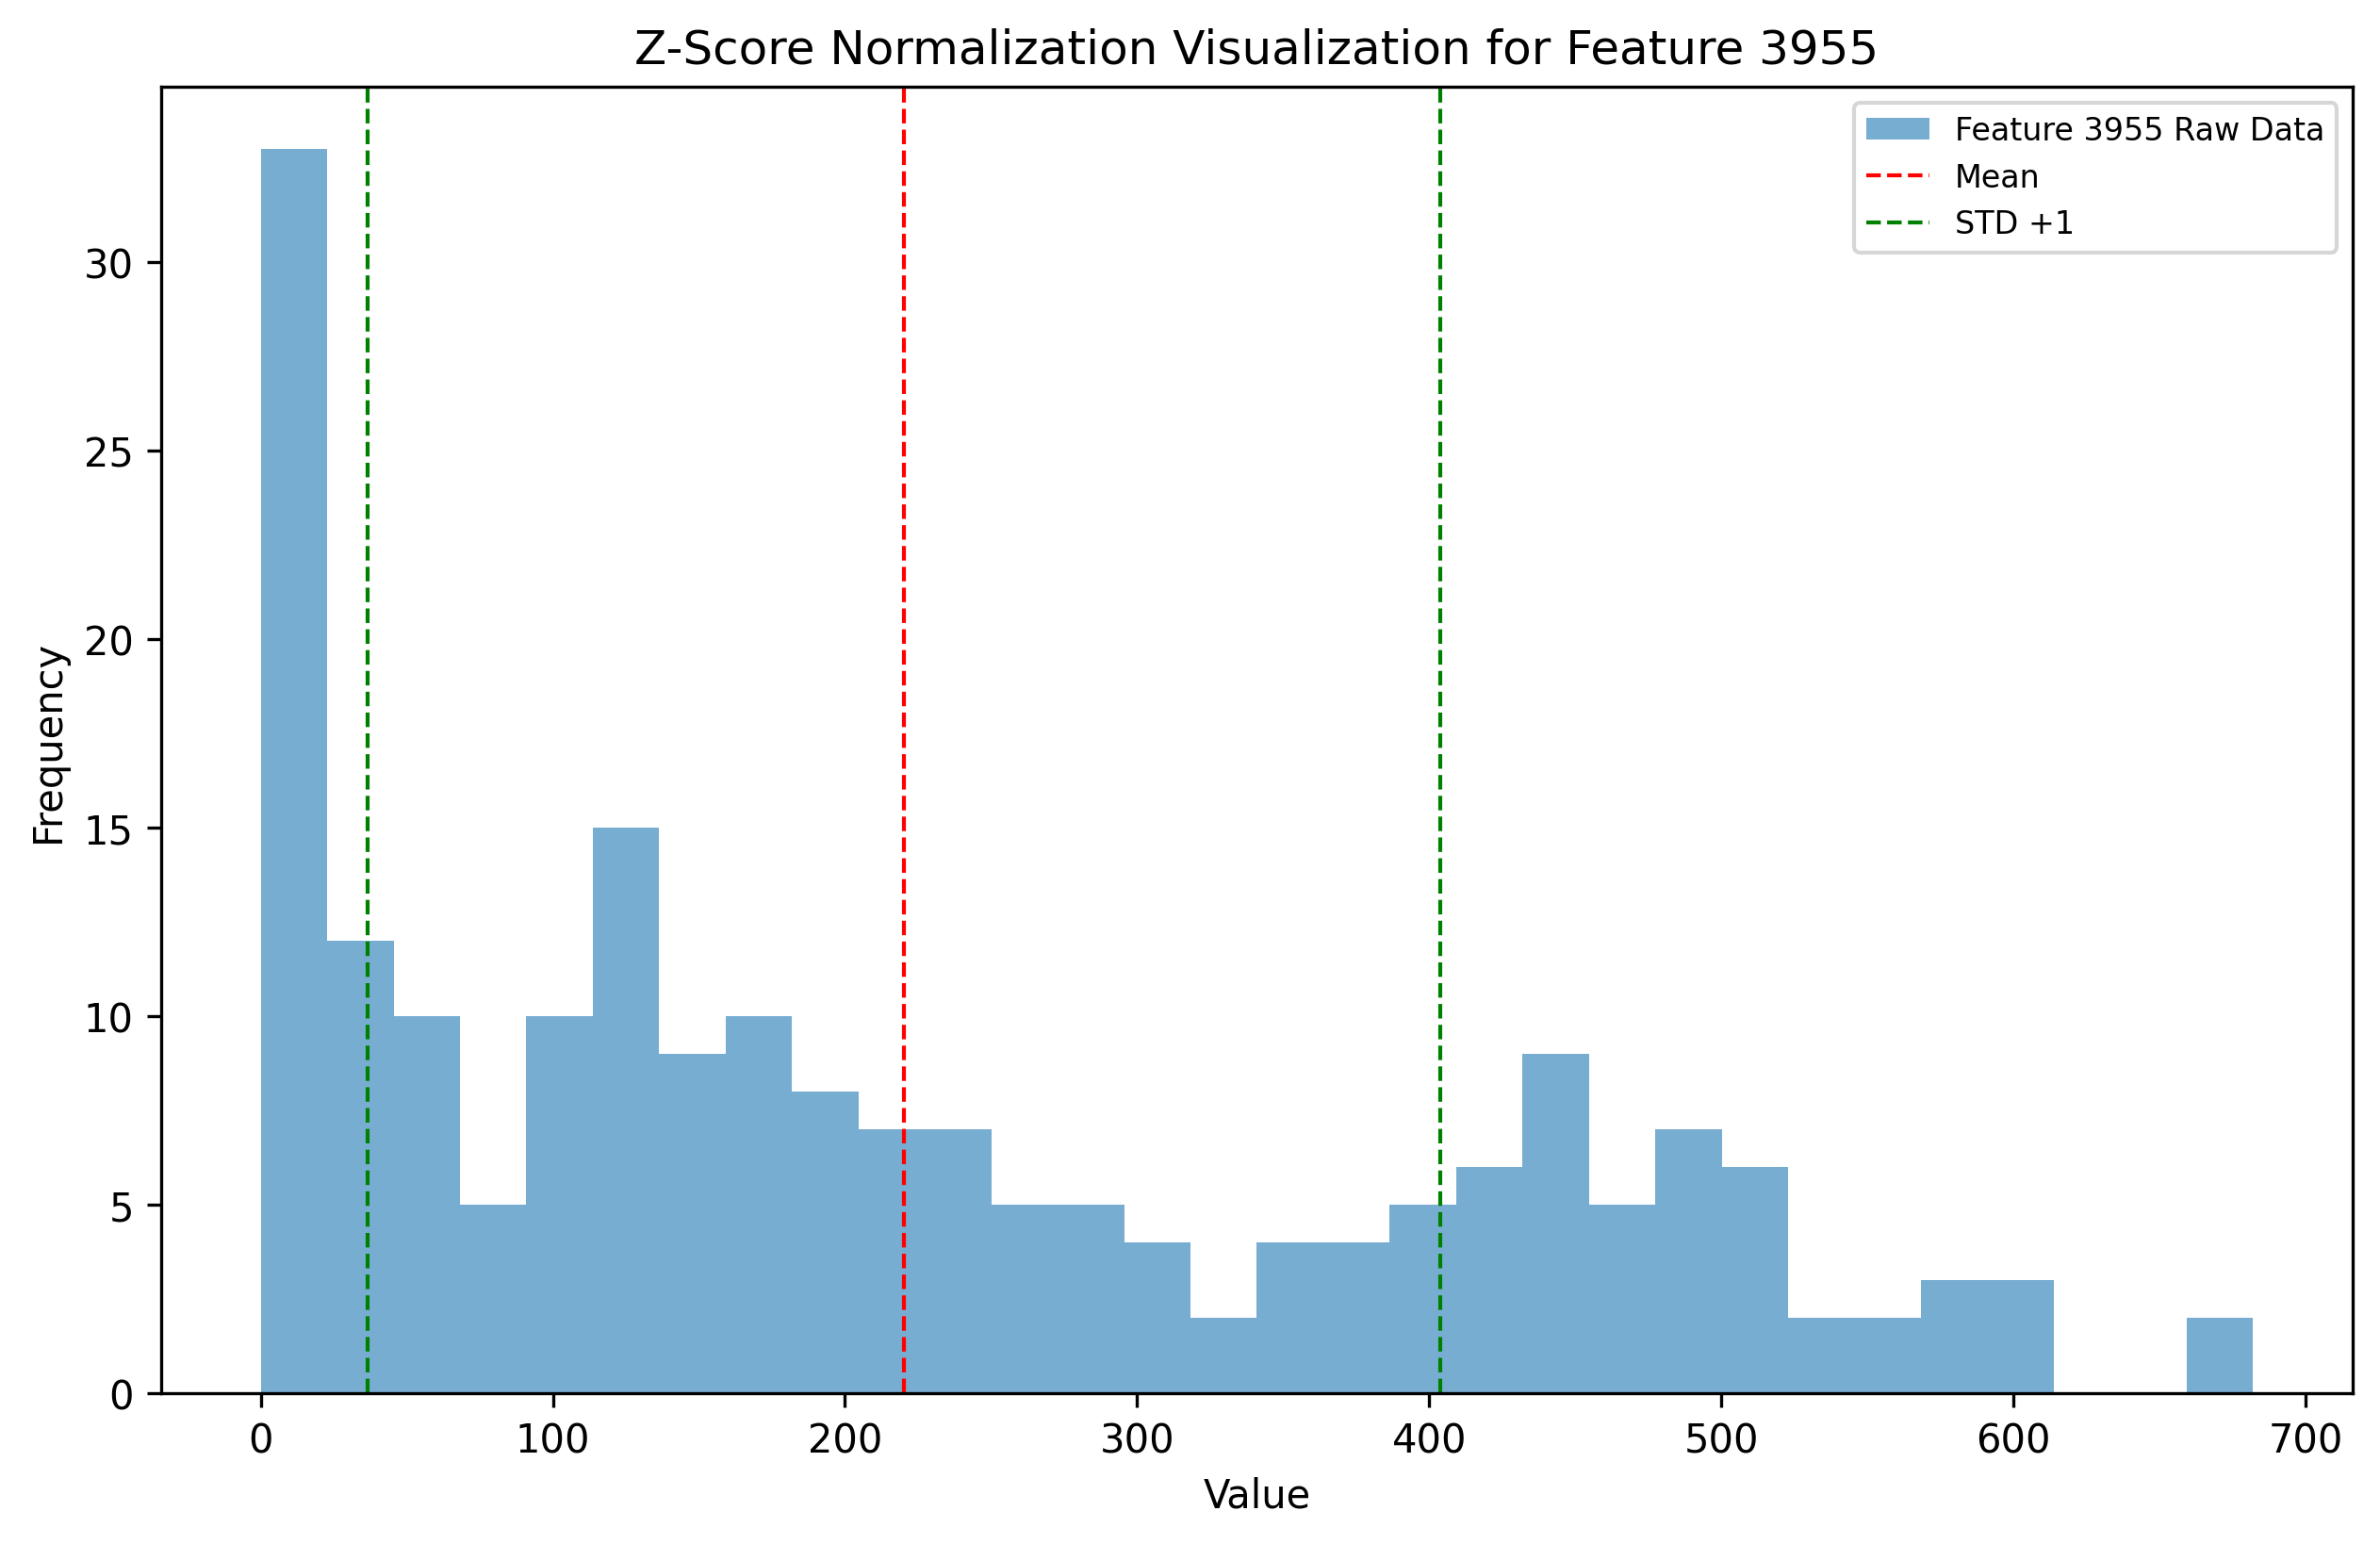 Z-Score Normalization Visualization for Feature 3955
Feature 3955 Raw Data
Mean
STD +1
30
25
20
15
10
5
0
Frequency
0 100 200 300 400 500 600 700
Value